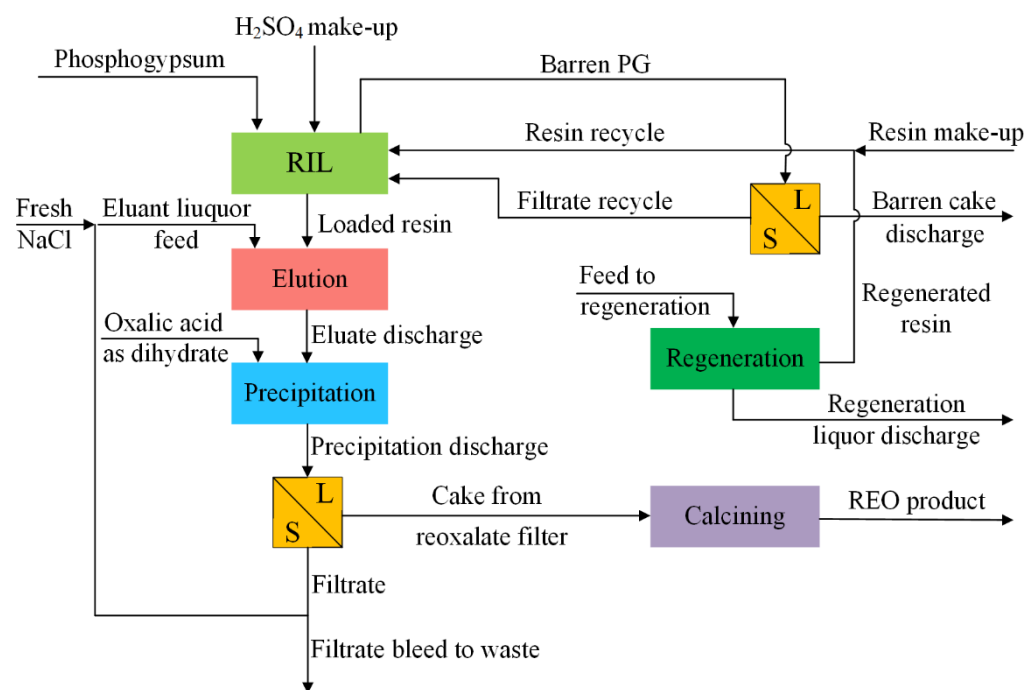 H₂SO₄ make-up
Phosphogypsum
Barren PG
RIL
Resin recycle
Resin make-up
Filtrate recycle
L
S
Barren cake
discharge
Fresh
NaCl
Eluant liuquor
feed
Loaded resin
Elution
Feed to
regeneration
Regenerated
resin
Oxalic acid
as dihydrate
Eluate discharge
Regeneration
Precipitation
Regeneration
liquor discharge
Precipitation discharge
L
S
Cake from
reoxalate filter
Calcining
REO product
Filtrate
Filtrate bleed to waste